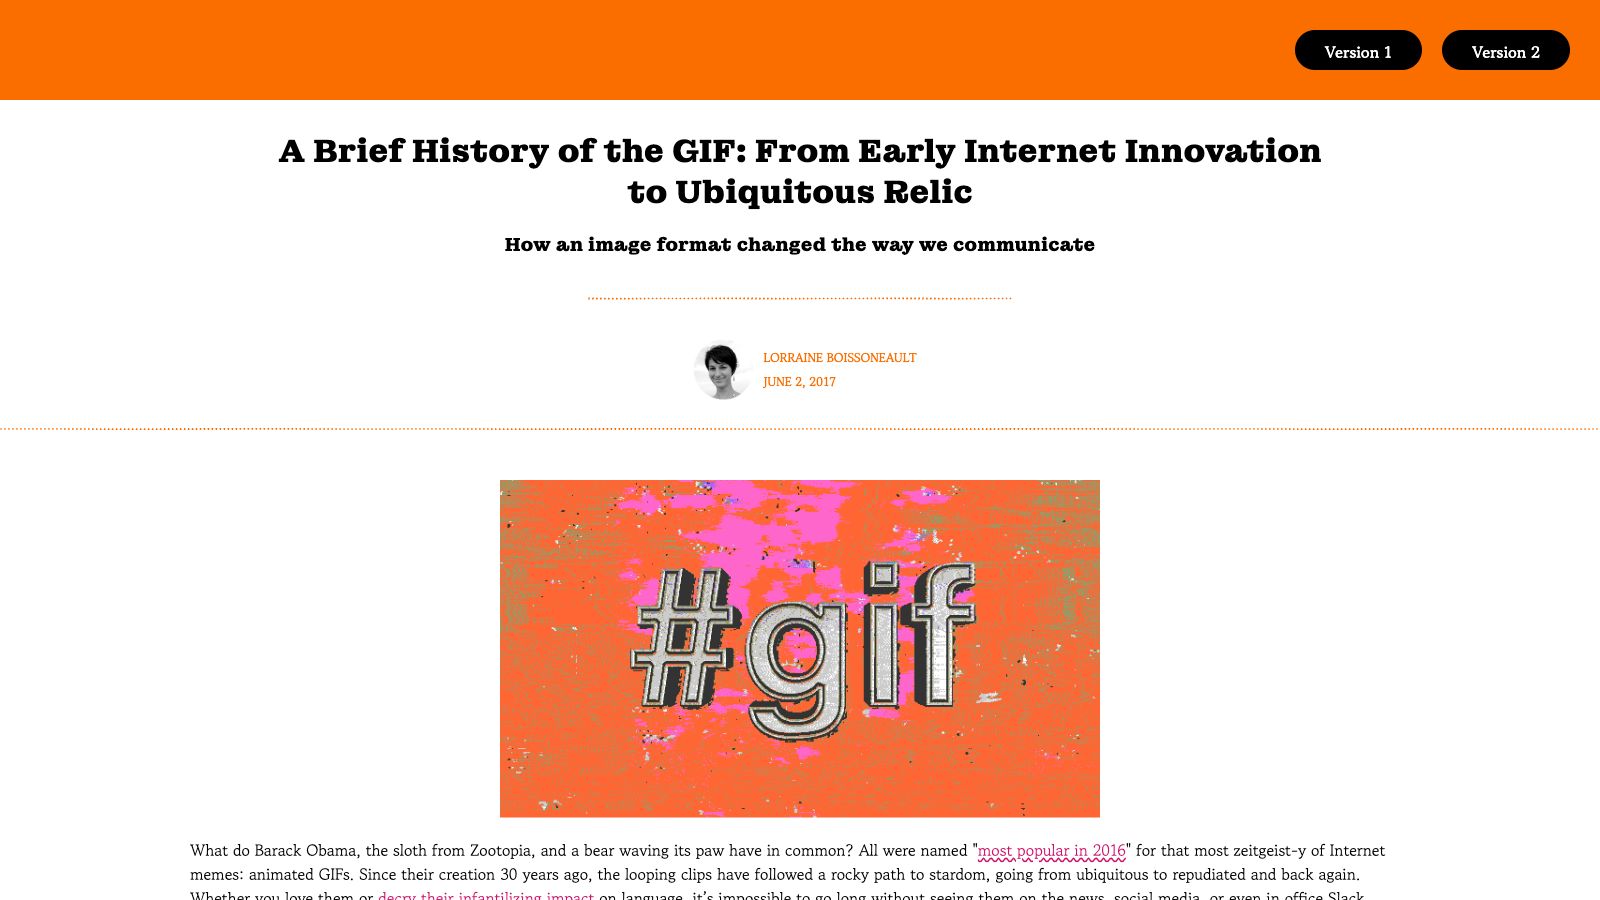 Version 1
Version 2
A Brief History of the GIF: From Early Internet Innovation
to Ubiquitous Relic
How an image format changed the way we communicate
LORRAINE BOISSONEAULT
JUNE 2, 2017
#gif
What do Barack Obama, the sloth from Zootopia, and a bear waving its paw have in common? All were named "most popular in 2016" for that most zeitgeist-y of Internet
memes: animated GIFs. Since their creation 30 years ago, the looping clips have followed a rocky path to stardom, going from ubiquitous to repudiated and back again.
Whether you love them or decry their infantilizing impact on language, it's impossible to go long without seeing them on the news, social media, or even in office Slack